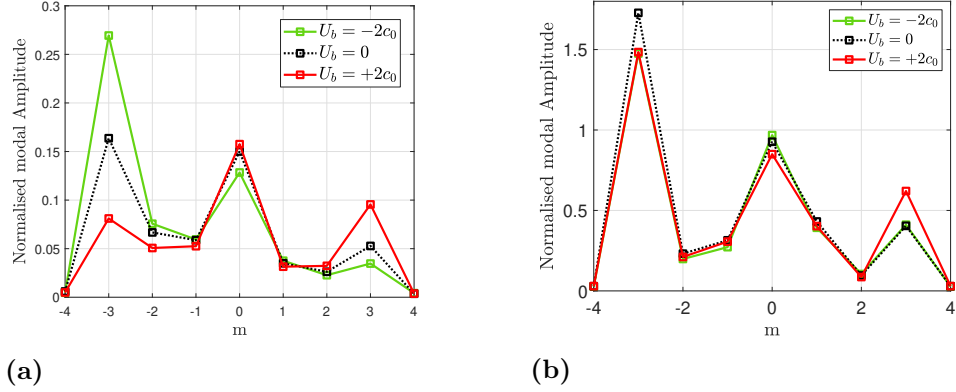 0.3
0.25
0.2
0.15
0.1
0.05
0
Normalised modal Amplitude
-4 -3 -2 -1 0 1 2 3 4
m
U_b = −2c_0
U_b = 0
U_b = +2c_0
(a)
1.5
1
0.5
0
Normalised modal Amplitude
-4 -2 0 2 4
m
U_b = −2c_0
U_b = 0
U_b = +2c_0
(b)